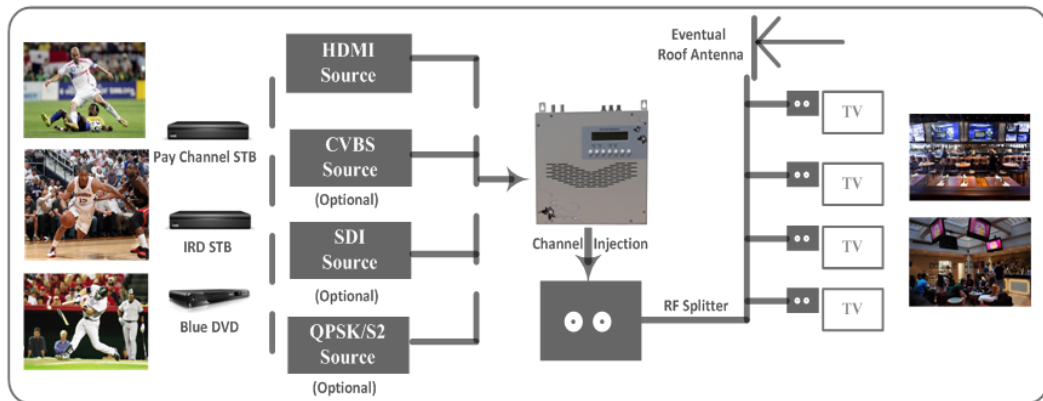 Pay Channel STB
IRD STB
Blue DVD
HDMI
Source
CVBS
Source
(Optional)
SDI
Source
(Optional)
QPSK/S2
Source
(Optional)
Channel Injection
RF Splitter
Eventual
Roof Antenna
TV
TV
TV
TV